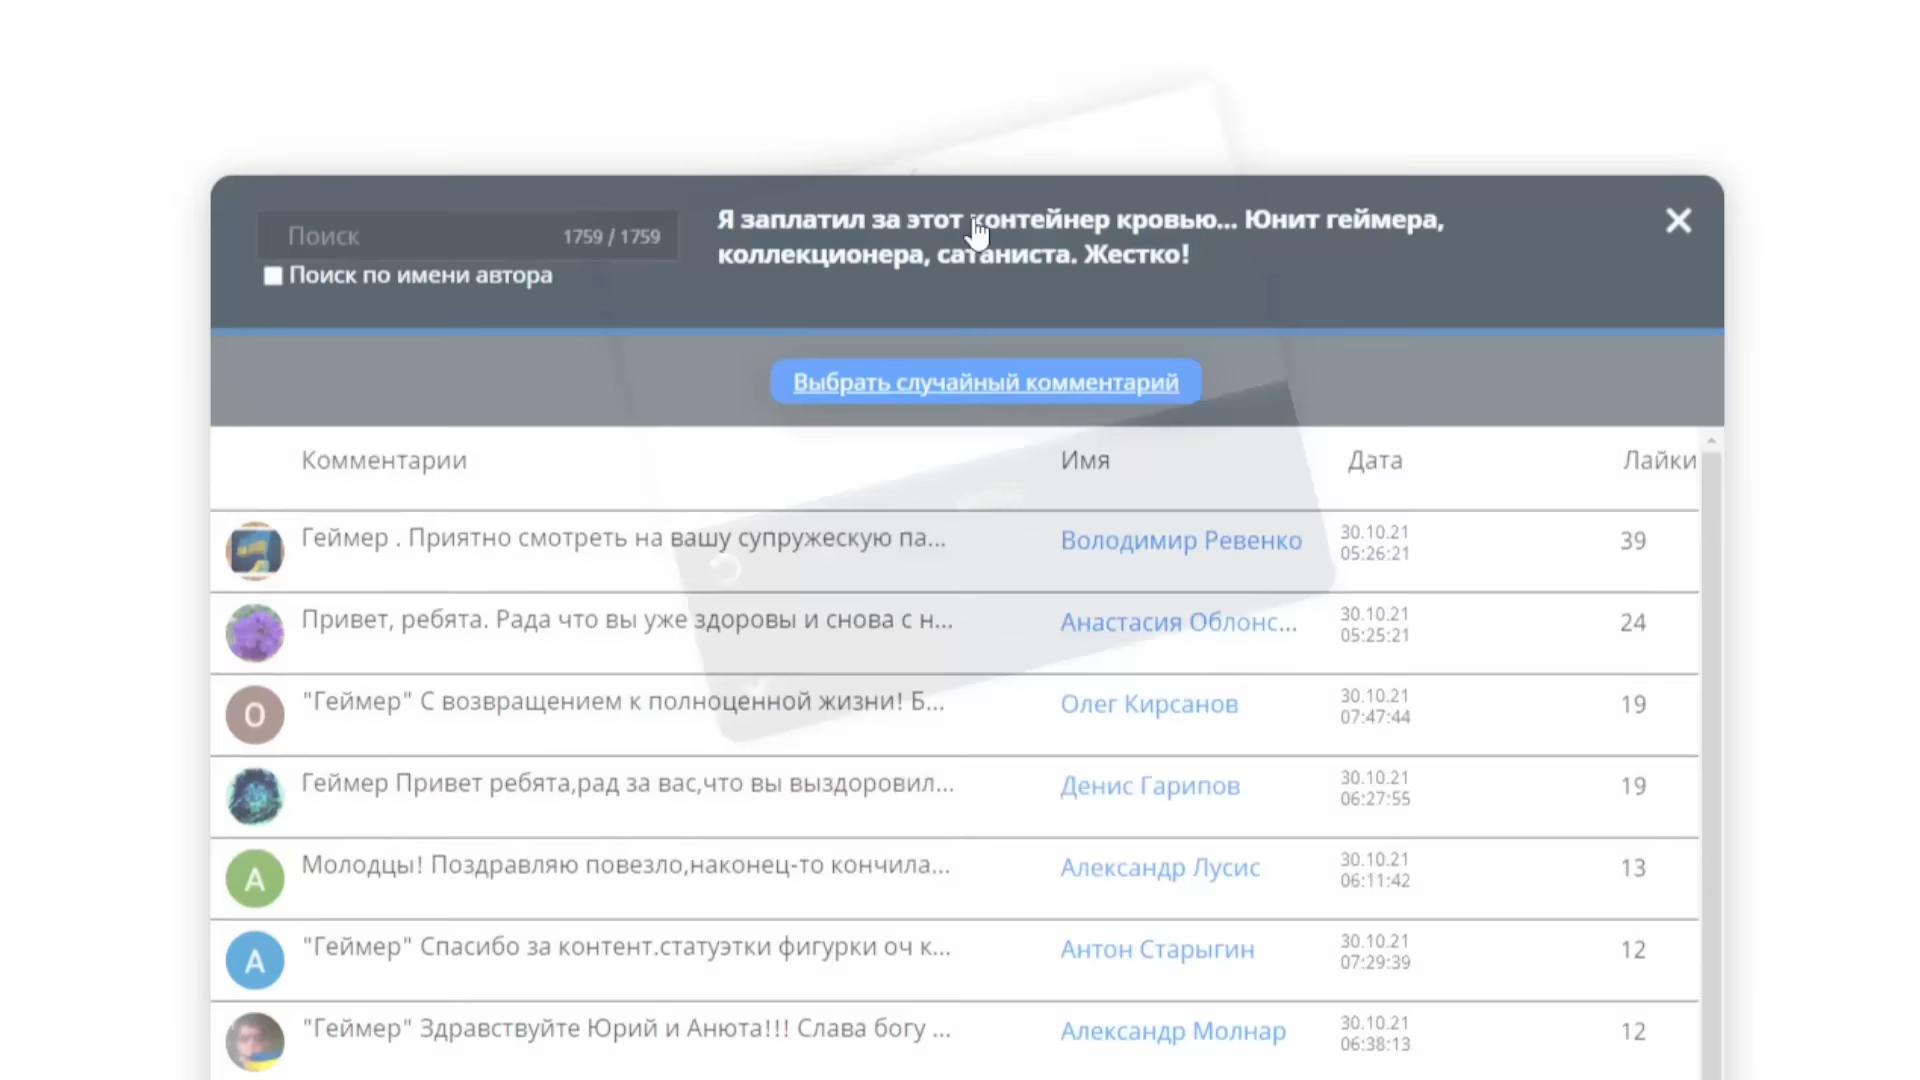 Поиск
1759 / 1759
Поиск по имени автора
Я заплатил за этот контейнер кровью... Юнит геймера,
коллекционера, сатаниста. Жестко!
Выбрать случайный комментарий
Комментарии Имя Дата Лайки
Геймер . Приятно смотреть на вашу супружескую па... Володимир Ревенко 30.10.21 39
05:26:21
Привет, ребята. Рада что вы уже здоровы и снова с н... Анастасия Облонс... 30.10.21 24
05:25:21
О
"Геймер" С возвращением к полноценной жизни! Б... Олег Кирсанов 30.10.21 19
07:47:44
Геймер Привет ребята,рад за вас,что вы выздоровил... Денис Гарипов 30.10.21 19
06:27:55
А
Молодцы! Поздравляю повезло,наконец-то кончила... Александр Лусис 30.10.21 13
06:11:42
А
"Геймер" Спасибо за контент.статуэтки фигурки оч к... Антон Старыгин 30.10.21 12
07:29:39
"Геймер" Здравствуйте Юрий и Анюта!!! Слава богу ... Александр Молнар 30.10.21 12
06:38:13